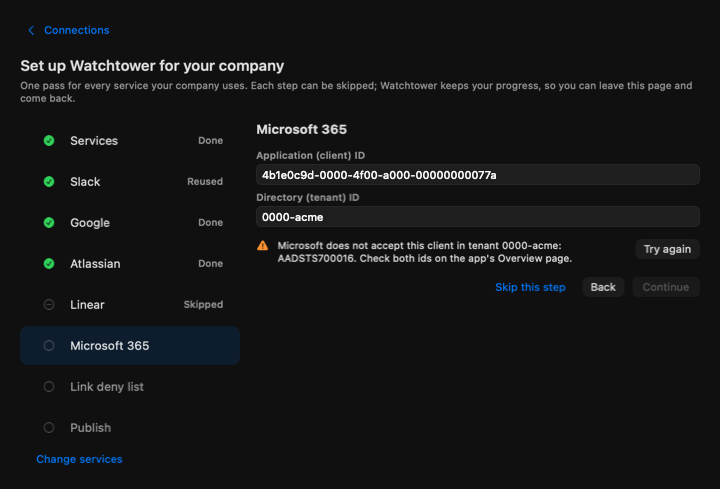 Connections
Set up Watchtower for your company
One pass for every service your company uses. Each step can be skipped; Watchtower keeps your progress, so you can leave this page and
come back.
Services Done
Slack Reused
Google Done
Atlassian Done
Linear Skipped
Microsoft 365
Link deny list
Publish
Change services
Microsoft 365
Application (client) ID
4b1e0c9d-0000-4f00-a000-00000000077a
Directory (tenant) ID
0000-acme
Microsoft does not accept this client in tenant 0000-acme:
AADSTS700016. Check both ids on the app's Overview page.
Try again
Skip this step Back Continue